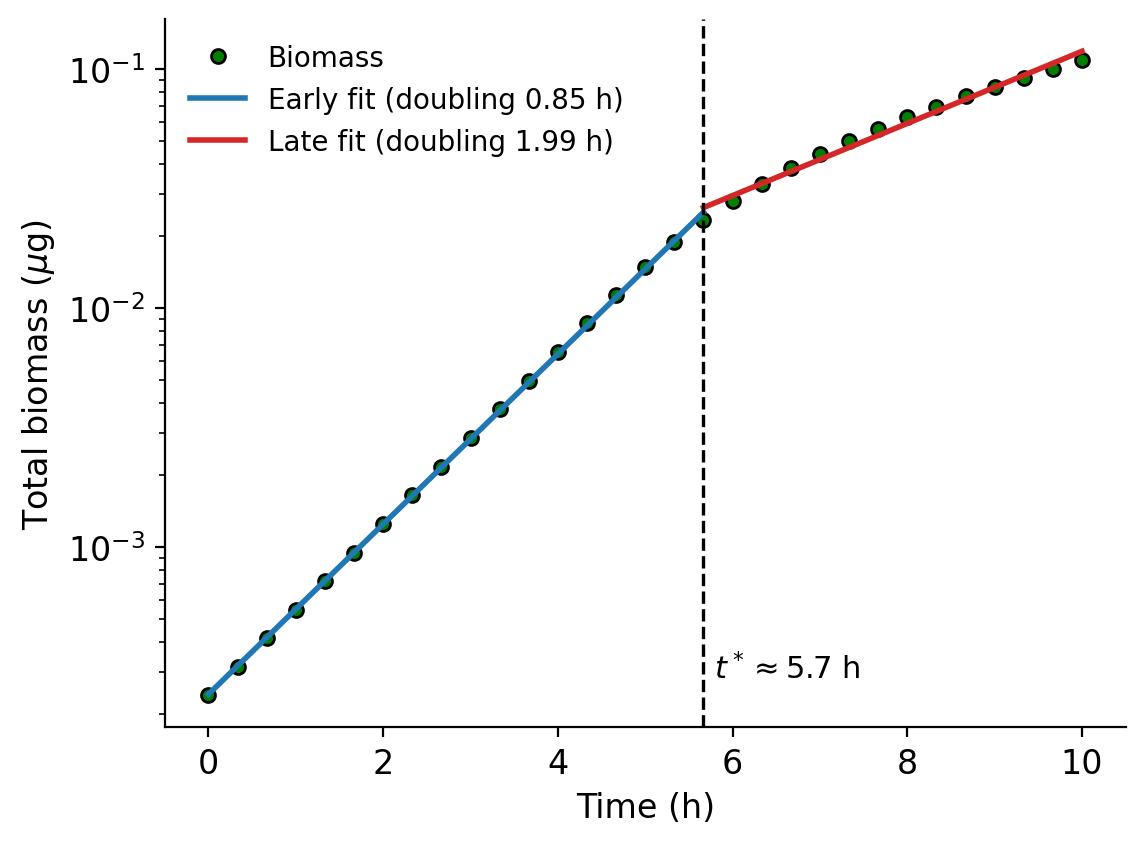 Biomass
Early fit (doubling 0.85 h)
Late fit (doubling 1.99 h)
10⁻¹
10⁻²
10⁻³
Total biomass (μg)
t* ≈ 5.7 h
0 2 4 6 8 10
Time (h)